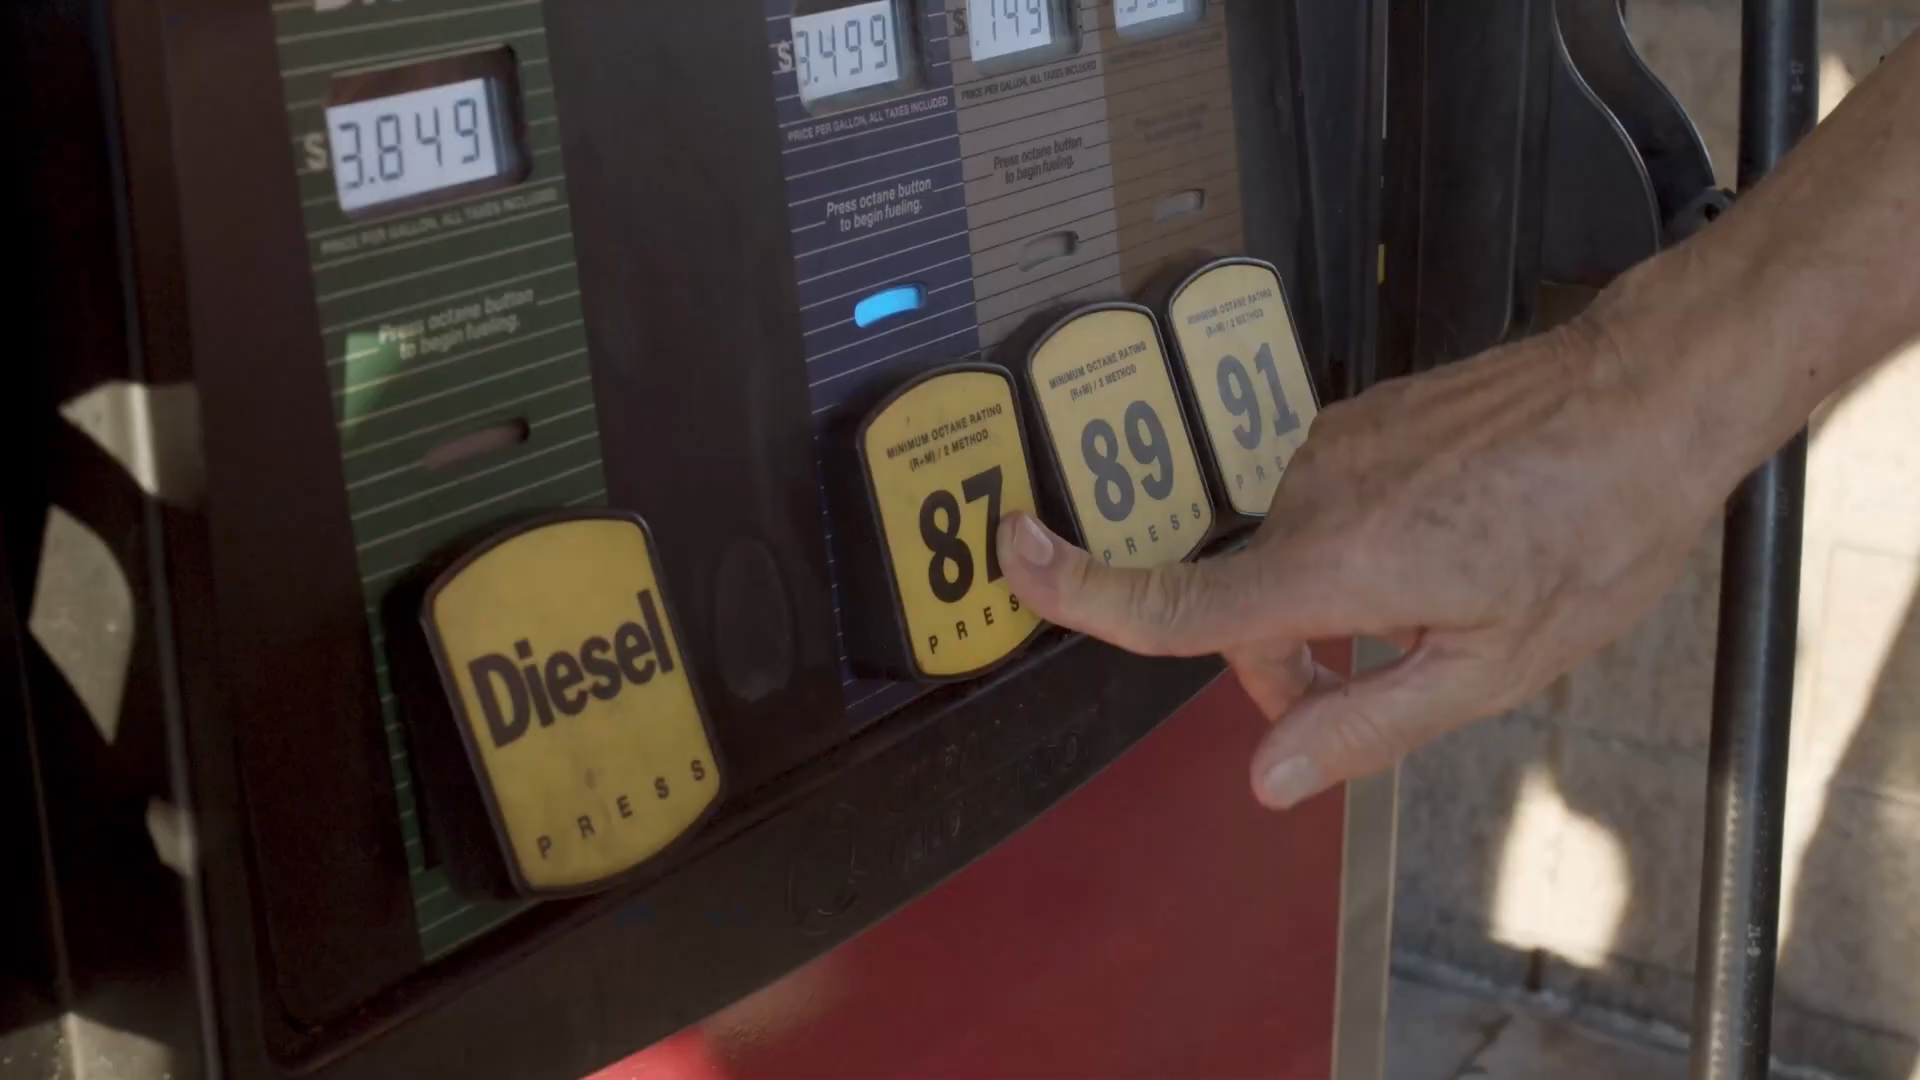 $3.849
PRICE PER GALLON, ALL TAXES INCLUDED
Press octane button
to begin fueling.
Diesel
PRESS
$3.499
PRICE PER GALLON, ALL TAXES INCLUDED
Press octane button
to begin fueling.
MINIMUM OCTANE RATING
(R+M) / 2 METHOD
87
PRESS
$ .149
PRICE PER GALLON, ALL TAXES INCLUDED
Press octane button
to begin fueling.
MINIMUM OCTANE RATING
(R+M) / 2 METHOD
89
PRESS
MINIMUM OCTANE RATING
(R+M) / 2 METHOD
91
PRE